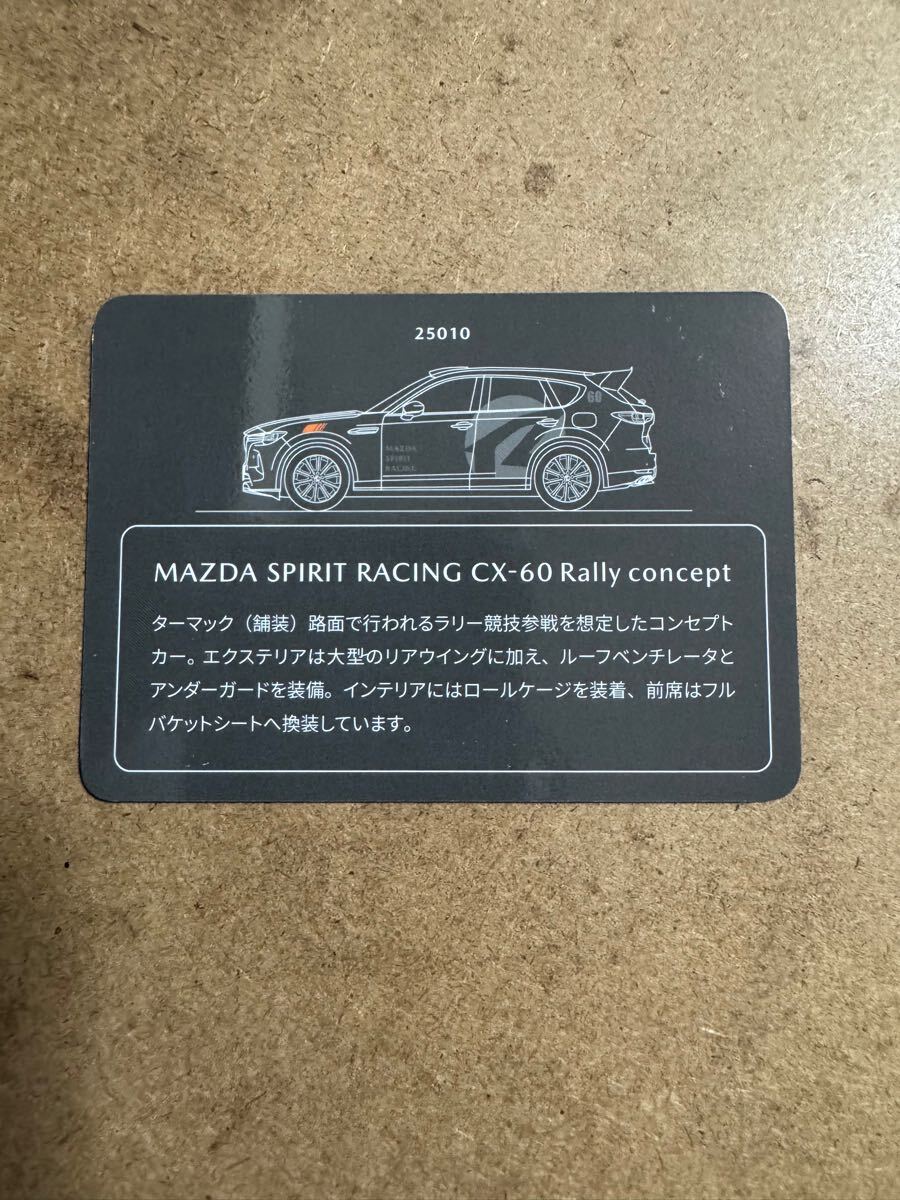 25010
60
MAZDA
SPIRIT
RACING
MAZDA SPIRIT RACING CX-60 Rally concept
ターマック（舗装）路面で行われるラリー競技参戦を想定したコンセプト
カー。エクステリアは大型のリアウイングに加え、ルーフベンチレータと
アンダーガードを装備。インテリアにはロールケージを装着、前席はフル
バケットシートへ換装しています。